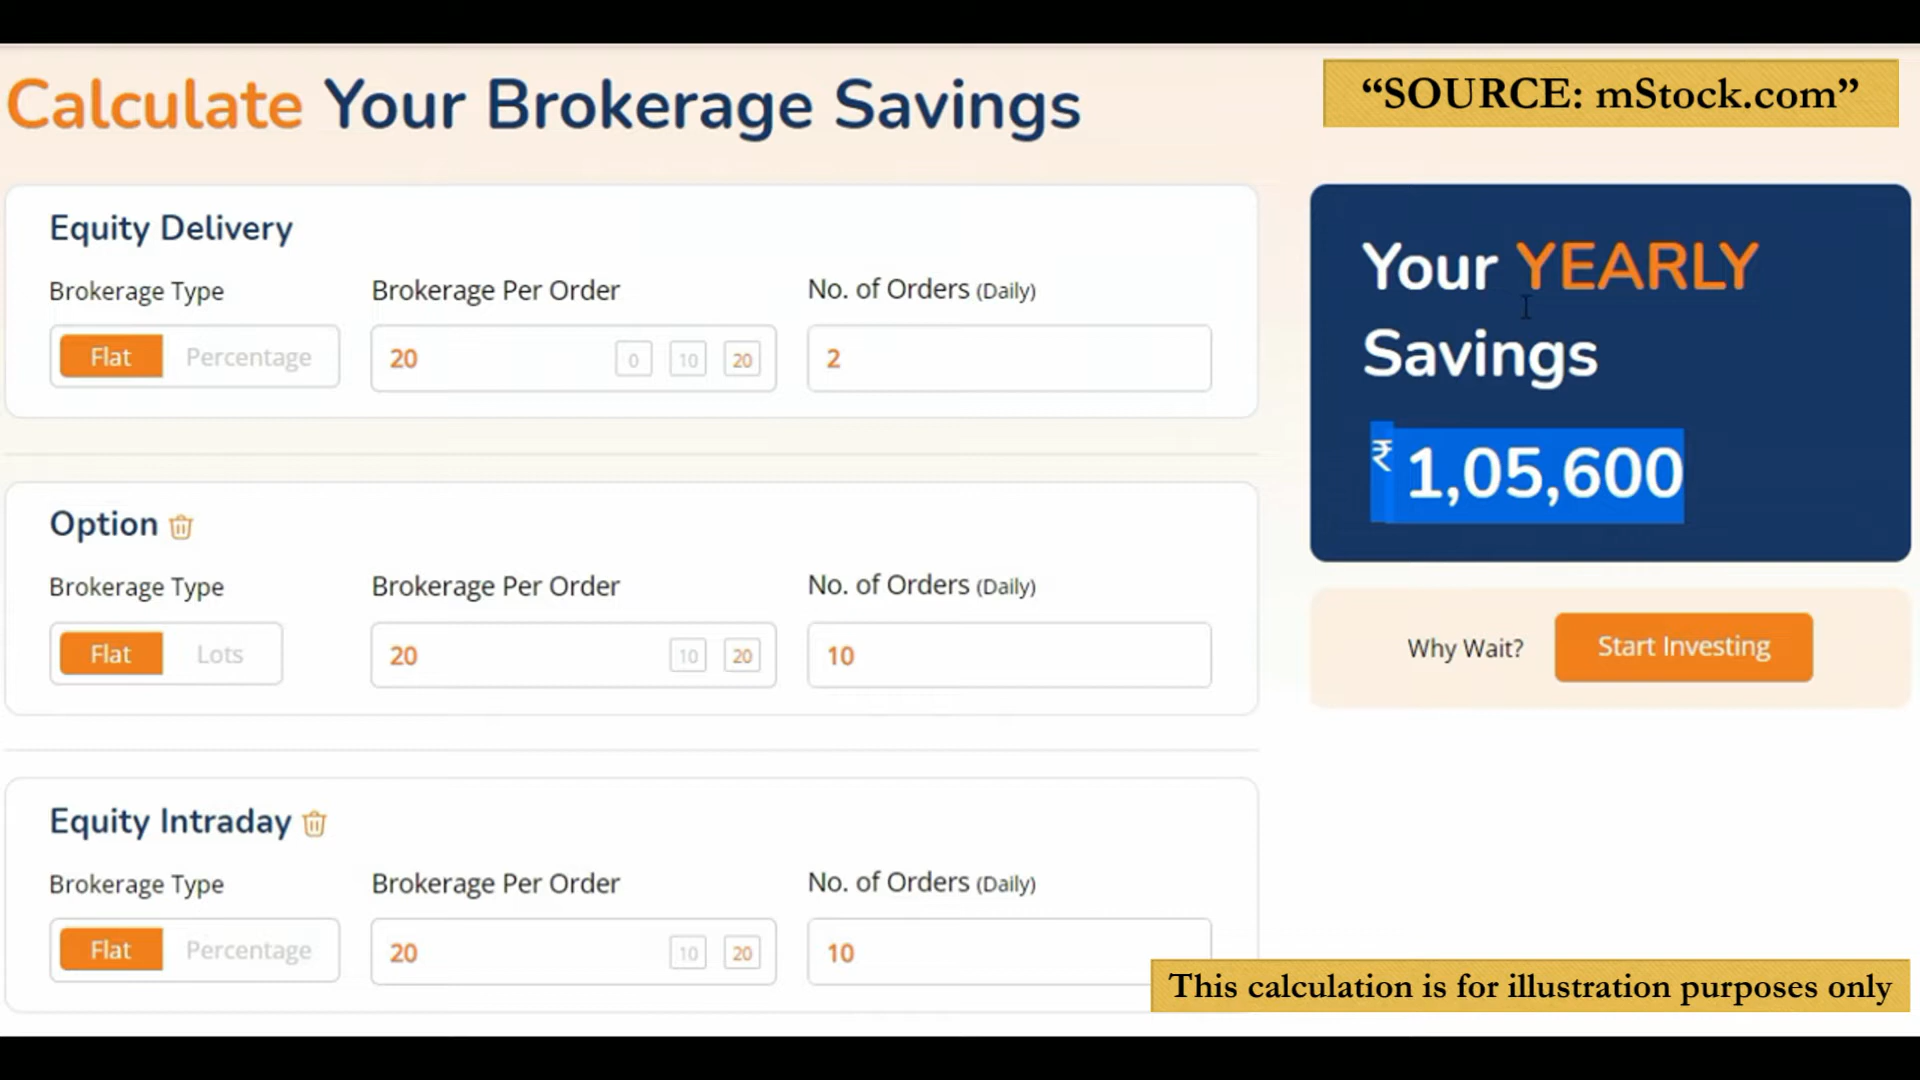 Calculate Your Brokerage Savings
“SOURCE: mStock.com”
Equity Delivery
Brokerage Type
Brokerage Per Order
No. of Orders (Daily)
Flat
Percentage
20
0
10
20
2
Option
Brokerage Type
Brokerage Per Order
No. of Orders (Daily)
Flat
Lots
20
10
20
10
Equity Intraday
Brokerage Type
Brokerage Per Order
No. of Orders (Daily)
Flat
Percentage
20
10
20
10
Your YEARLY
Savings
₹ 1,05,600
Why Wait?
Start Investing
This calculation is for illustration purposes only